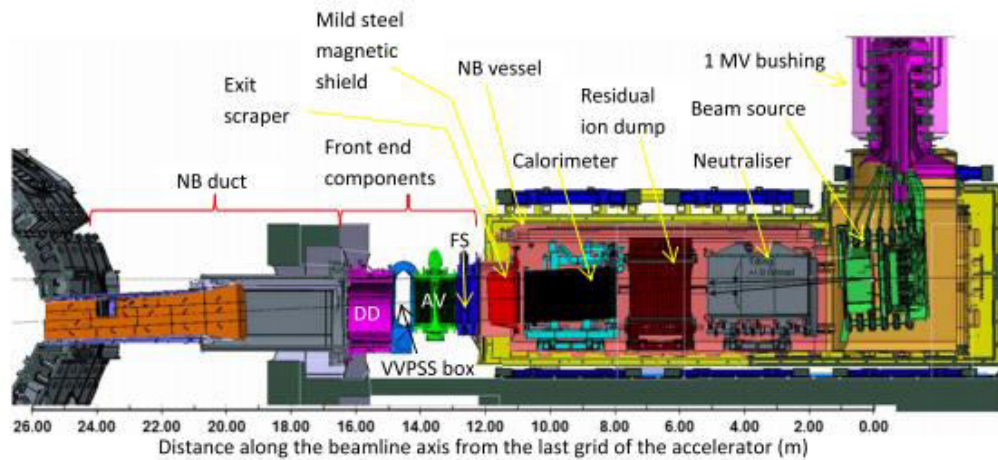 Mild steel
magnetic
shield
NB vessel
1 MV bushing
Exit
scraper
Residual
ion dump
Beam source
Front end
components
Calorimeter
Neutraliser
NB duct
FS
AV
DD
VVPSS box
26.00 24.00 22.00 20.00 18.00 16.00 14.00 12.00 10.00 8.00 6.00 4.00 2.00 0.00
Distance along the beamline axis from the last grid of the accelerator (m)